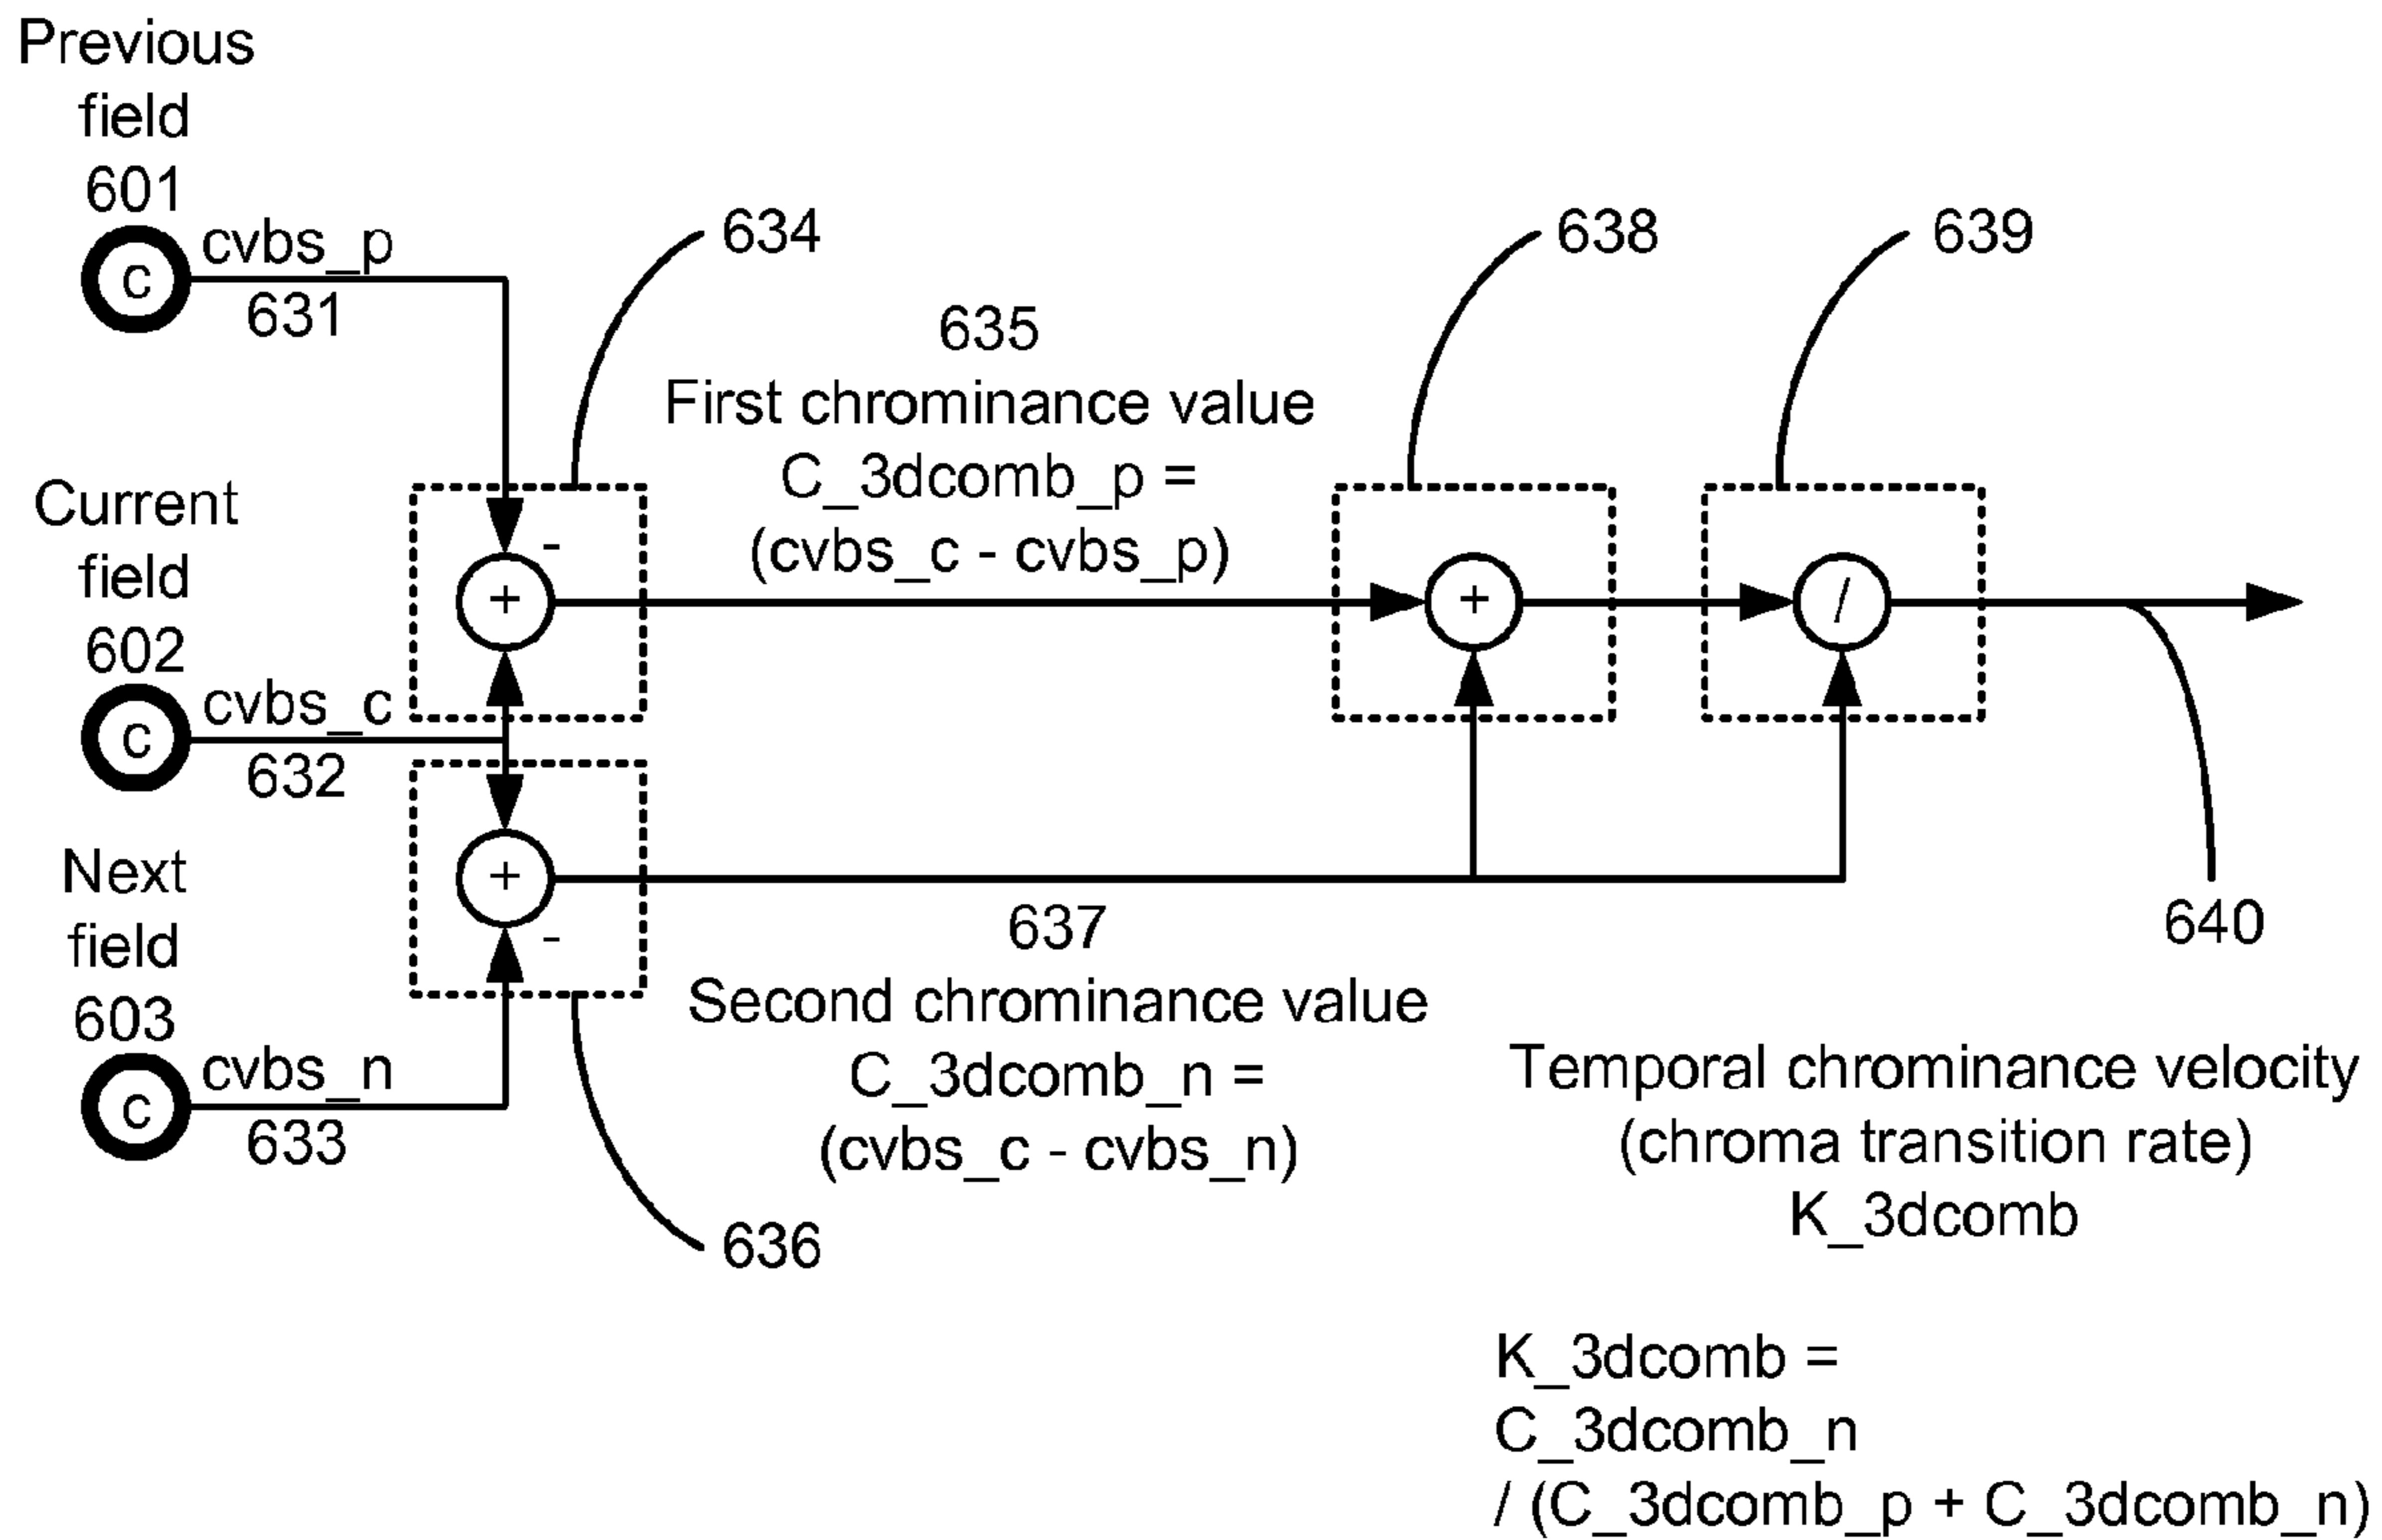 Previous
field
601
c
cvbs_p
631
634
638
639
635
First chrominance value
C_3dcomb_p =
(cvbs_c - cvbs_p)
Current
field
602
c
cvbs_c
632
-
+
+
/
Next
field
603
c
cvbs_n
633
+
-
636
637
Second chrominance value
C_3dcomb_n =
(cvbs_c - cvbs_n)
640
Temporal chrominance velocity
(chroma transition rate)
K_3dcomb
K_3dcomb =
C_3dcomb_n
/ (C_3dcomb_p + C_3dcomb_n)